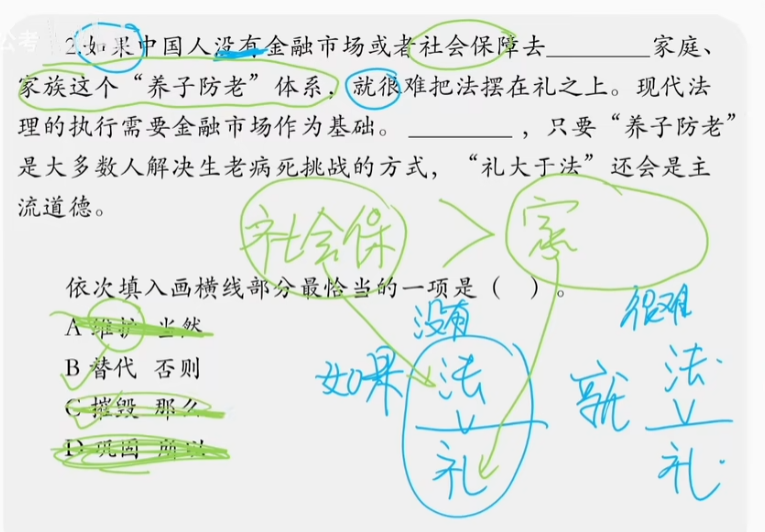 公考
2.如果中国人没有金融市场或者社会保障去________家庭、
家族这个“养子防老”体系，就很难把法摆在礼之上。现代法
理的执行需要金融市场作为基础。________，只要“养子防老”
是大多数人解决生老病死挑战的方式，“礼大于法”还会是主
流道德。
社会保 > 家
依次填入画横线部分最恰当的一项是（ ）。
A 维护 当然
B 替代 否则
C 摧毁 那么
D 巩固 所以
没有
如果 法
礼
很难
就 法
礼